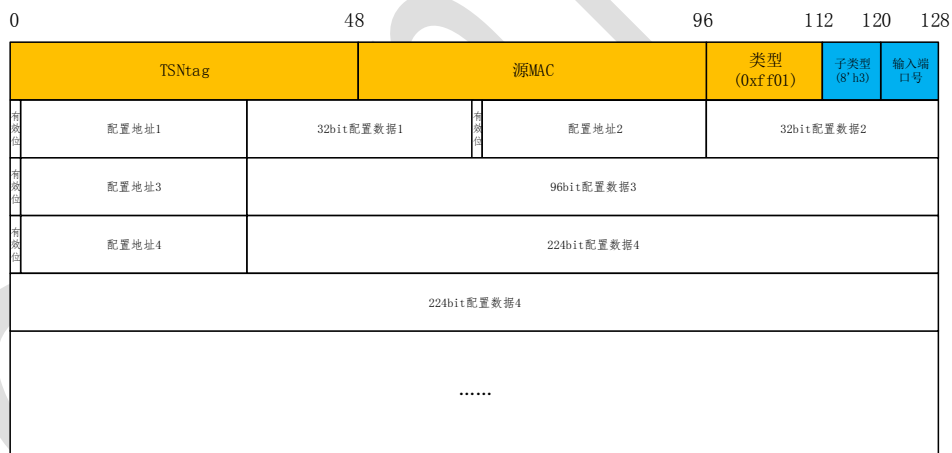 0 48 96 112 120 128
TSNtag 源MAC 类型 子类型 输入端
(0xff01) (8'h3) 口号
有效位 配置地址1 32bit配置数据1 有效位 配置地址2 32bit配置数据2
有效位 配置地址3 96bit配置数据3
有效位 配置地址4 224bit配置数据4
224bit配置数据4
……